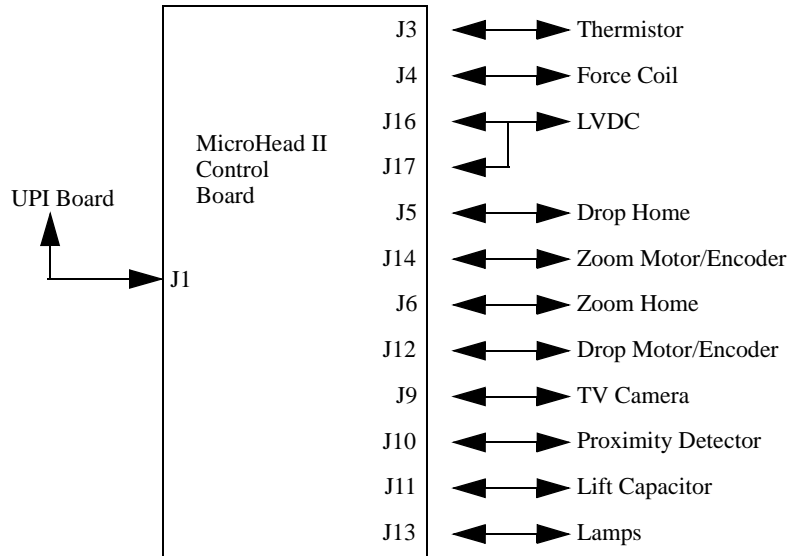 J3 Thermistor
J4 Force Coil
J16 LVDC
MicroHead II
Control
Board
J17
UPI Board
J5 Drop Home
J14 Zoom Motor/Encoder
J1
J6 Zoom Home
J12 Drop Motor/Encoder
J9 TV Camera
J10 Proximity Detector
J11 Lift Capacitor
J13 Lamps